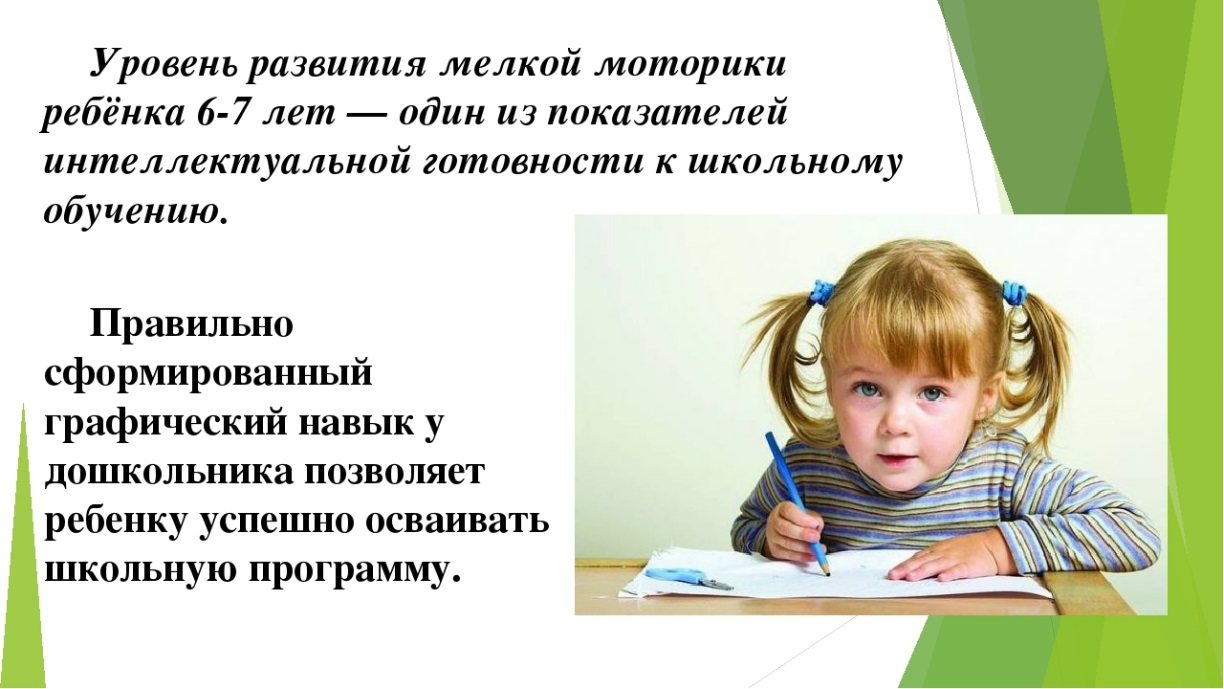 Уровень развития мелкой моторики
ребёнка 6-7 лет — один из показателей
интеллектуальной готовности к школьному
обучению.
Правильно
сформированный
графический навык у
дошкольника позволяет
ребенку успешно осваивать
школьную программу.